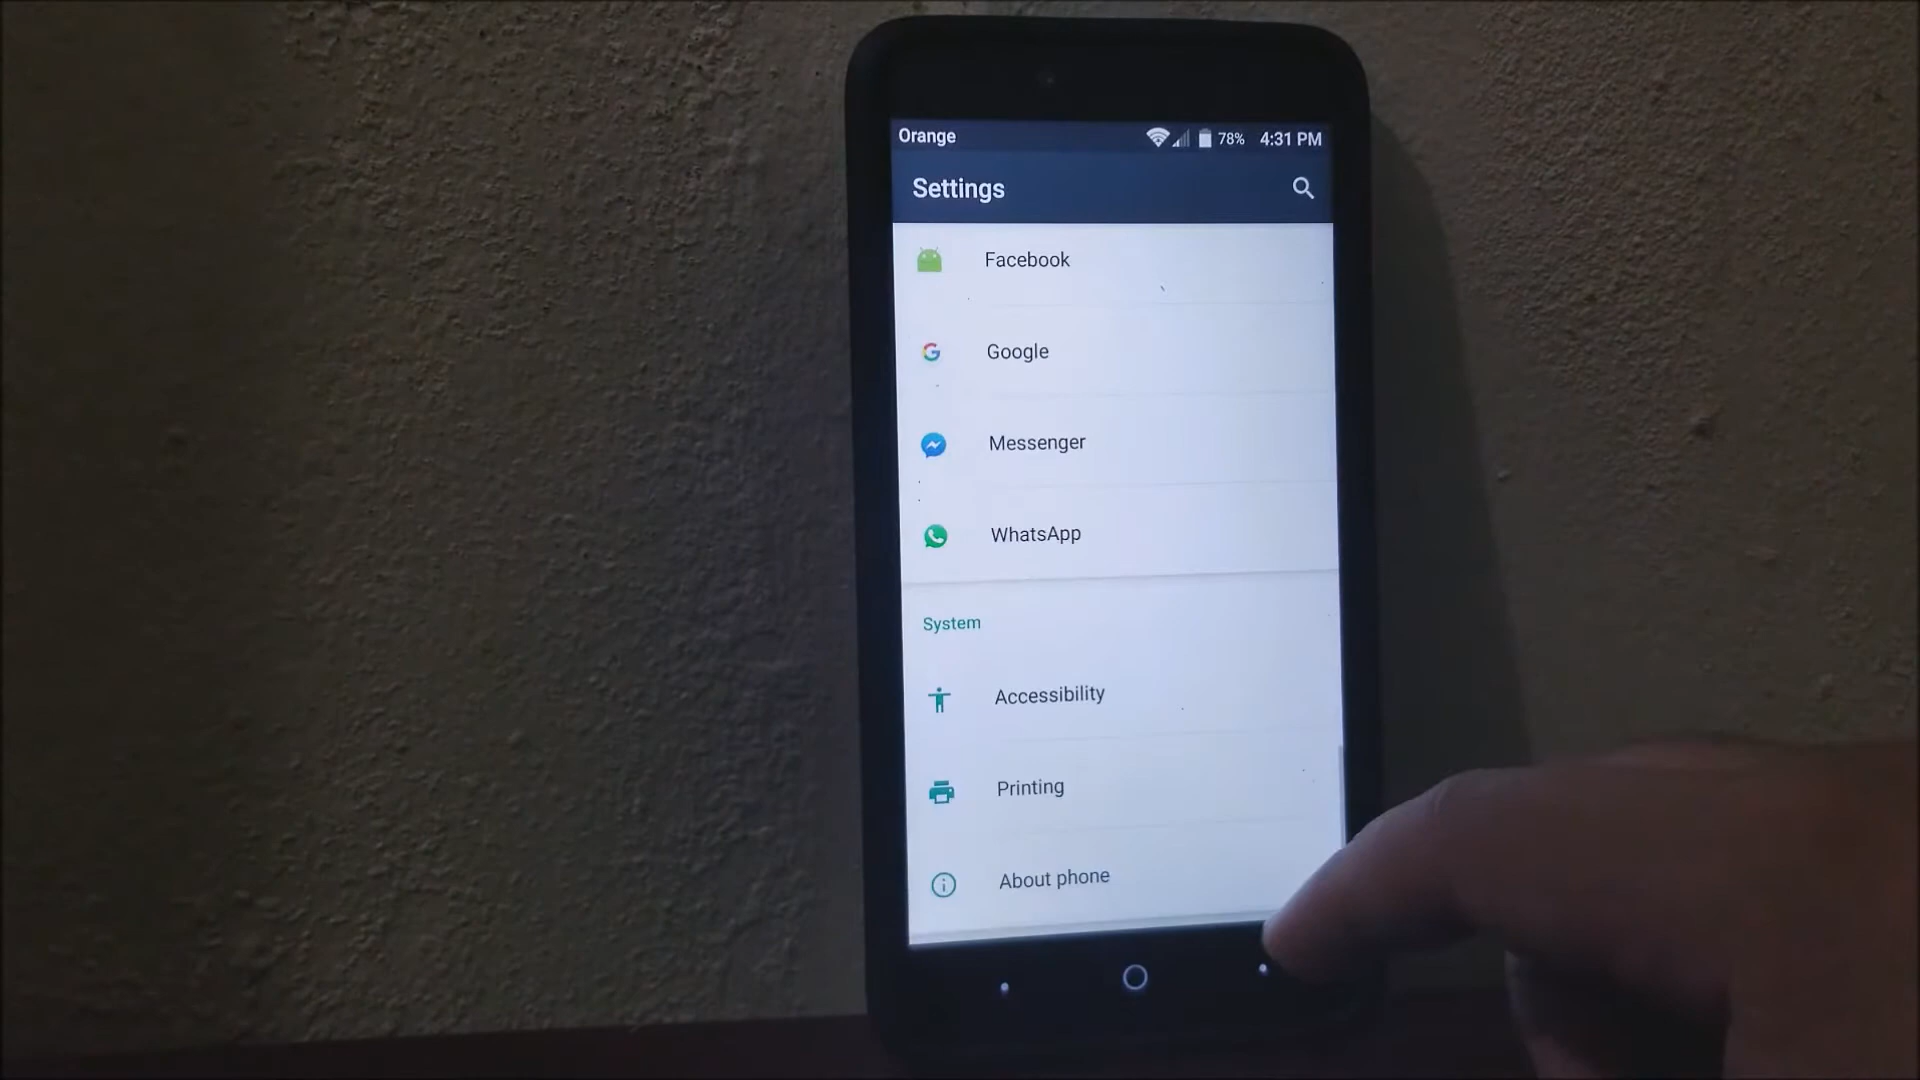 Orange 78% 4:31 PM
Settings
Facebook
Google
Messenger
WhatsApp
System
Accessibility
Printing
About phone